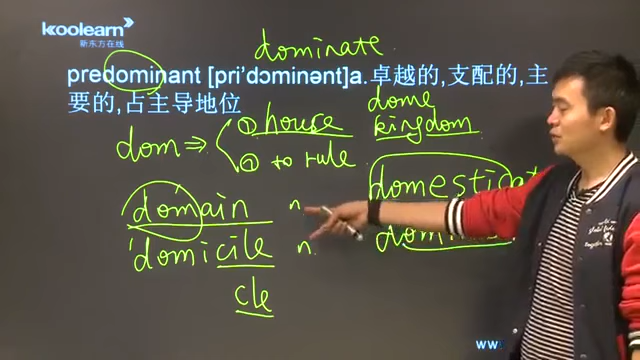 koolearn
新东方在线
dominate
predominant [pri'dɔminənt]a.卓越的,支配的,主
要的,占主导地位
dom ⇒ ① house
② to rule
dome
kingdom
domain n
domestic
domicile n.
cle
ww